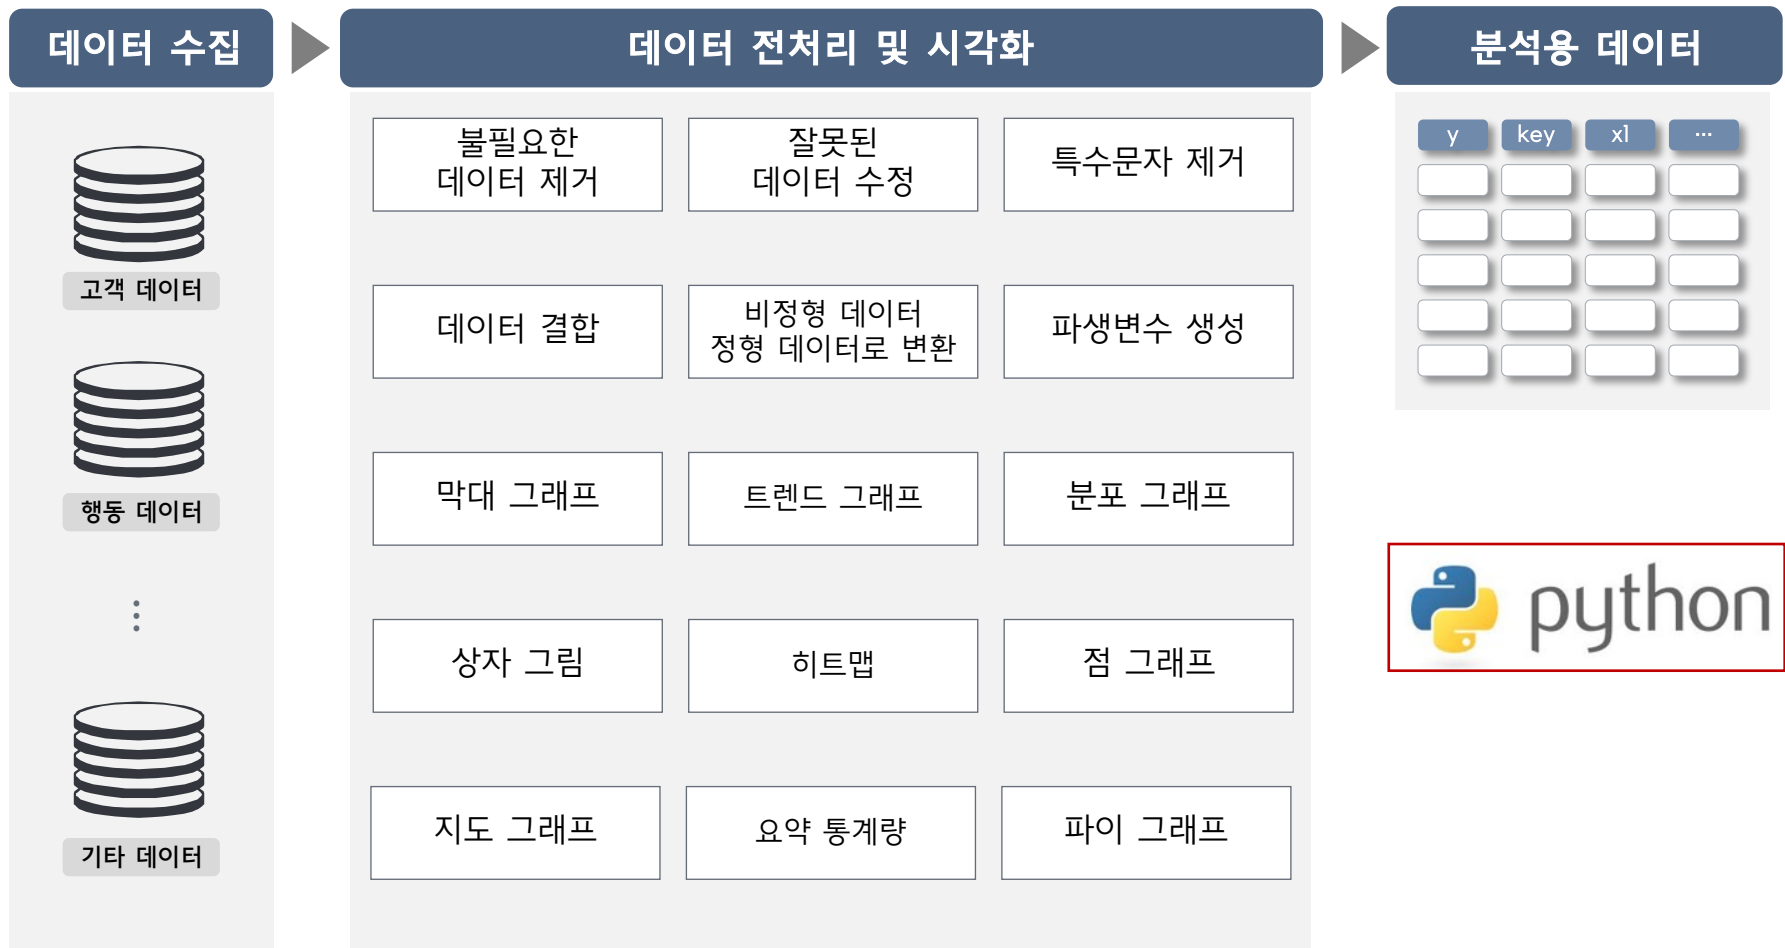 데이터 수집
데이터 전처리 및 시각화
분석용 데이터
고객 데이터
행동 데이터
기타 데이터
불필요한
데이터 제거
잘못된
데이터 수정
특수문자 제거
데이터 결합
비정형 데이터
정형 데이터로 변환
파생변수 생성
막대 그래프
트렌드 그래프
분포 그래프
상자 그림
히트맵
점 그래프
지도 그래프
요약 통계량
파이 그래프
y key x1 ...
python